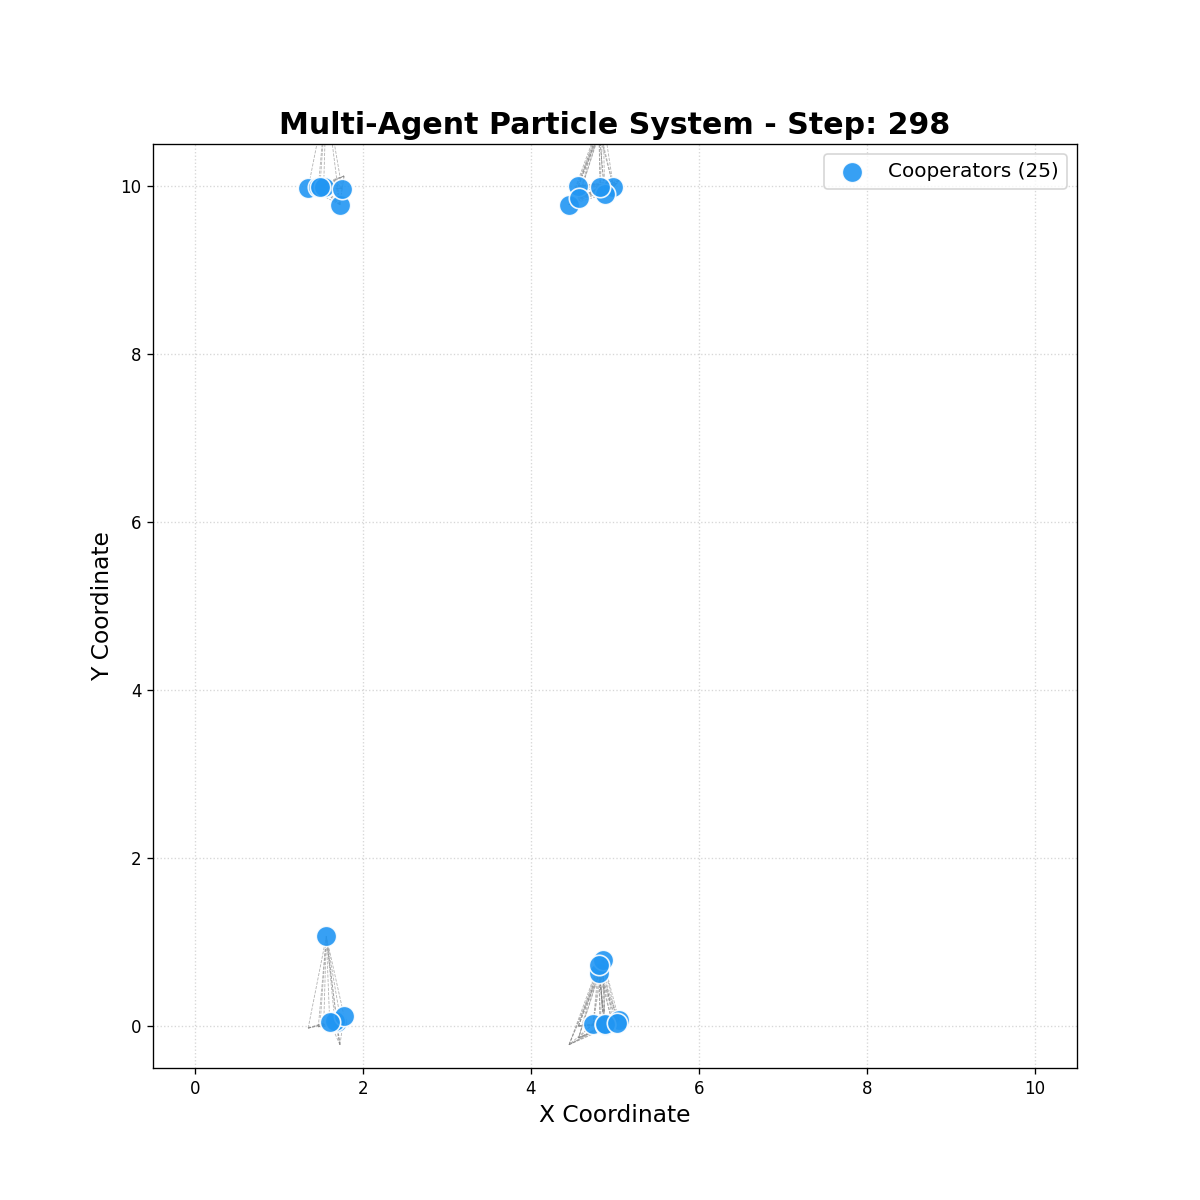 Multi-Agent Particle System - Step: 298
Cooperators (25)
10
8
6
4
2
0
Y Coordinate
0 2 4 6 8 10
X Coordinate